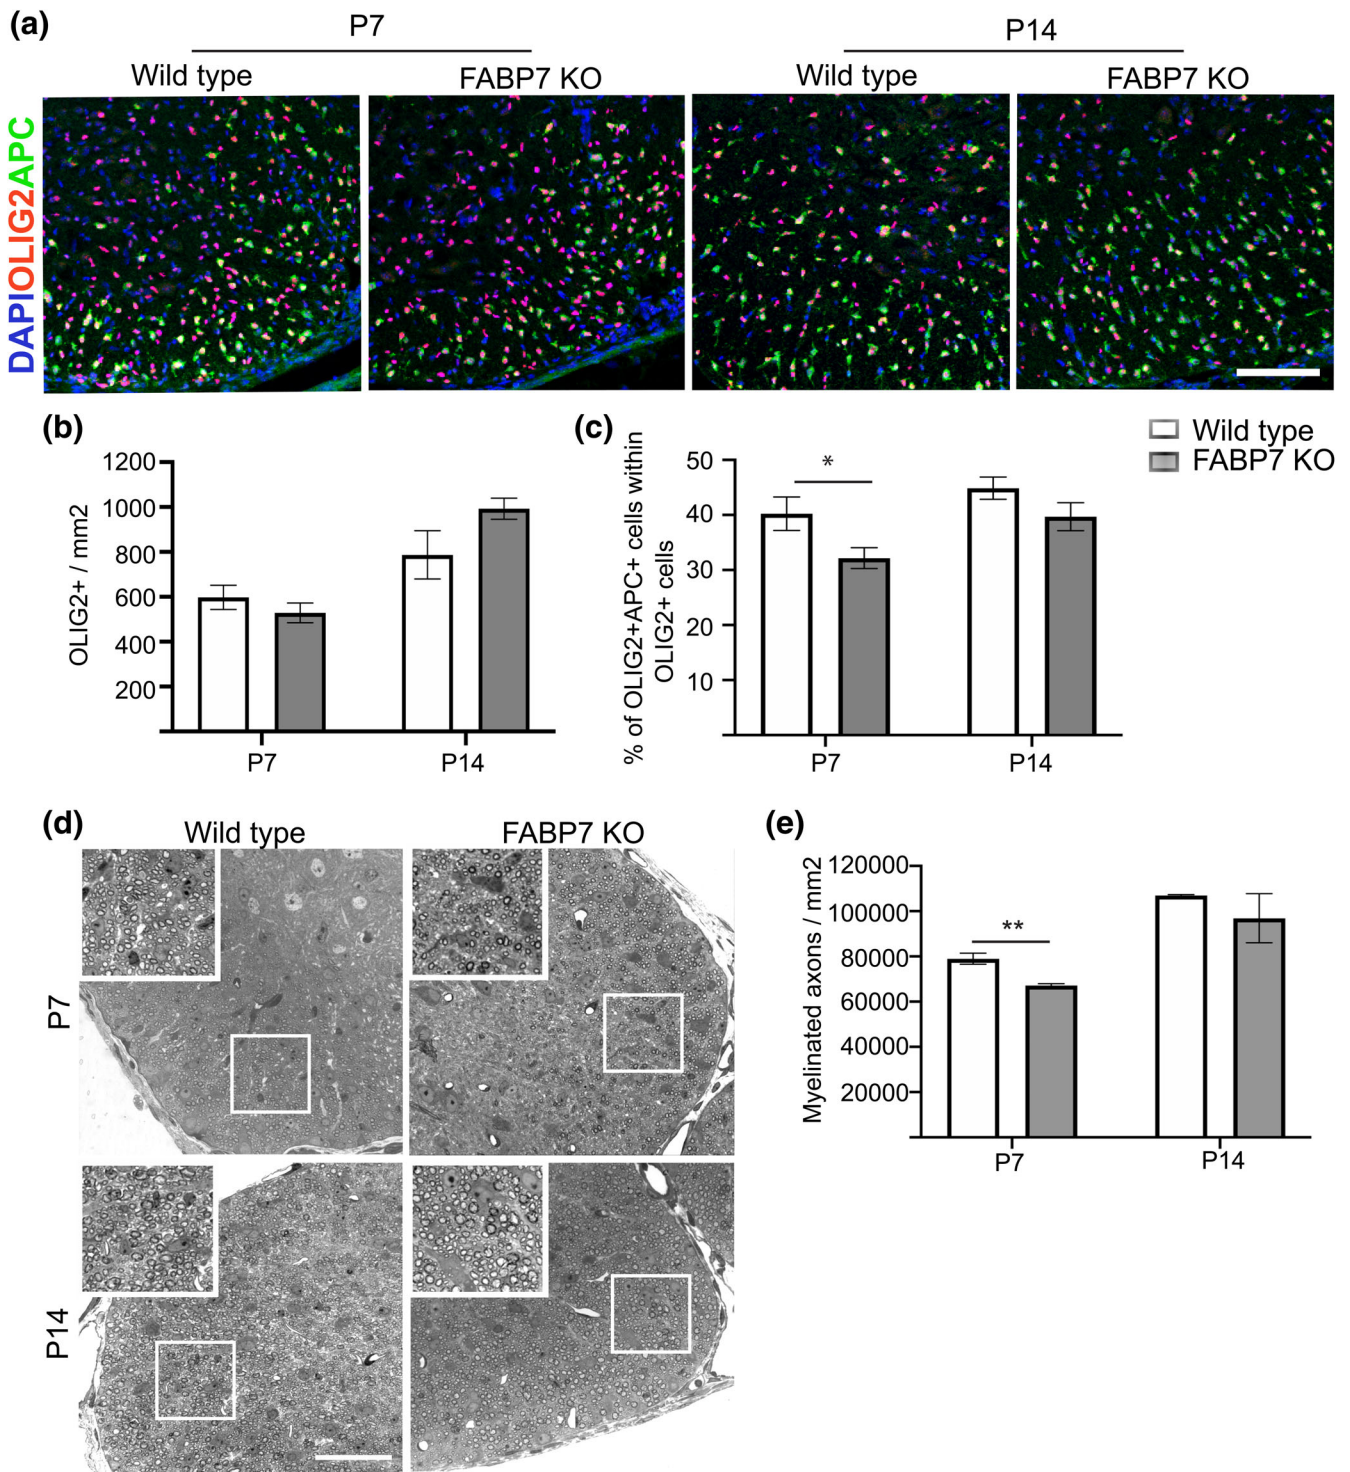 (a)
P7
P14
Wild type
FABP7 KO
Wild type
FABP7 KO
DAPIOLIG2APC
(b)
OLIG2+ / mm2
1200
1000
800
600
400
200
P7
P14
(c)
% of OLIG2+APC+ cells within
OLIG2+ cells
50
40
30
20
10
*
P7
P14
Wild type
FABP7 KO
(d)
Wild type
FABP7 KO
P7
P14
(e)
Myelinated axons / mm2
120000
100000
80000
60000
40000
20000
**
P7
P14